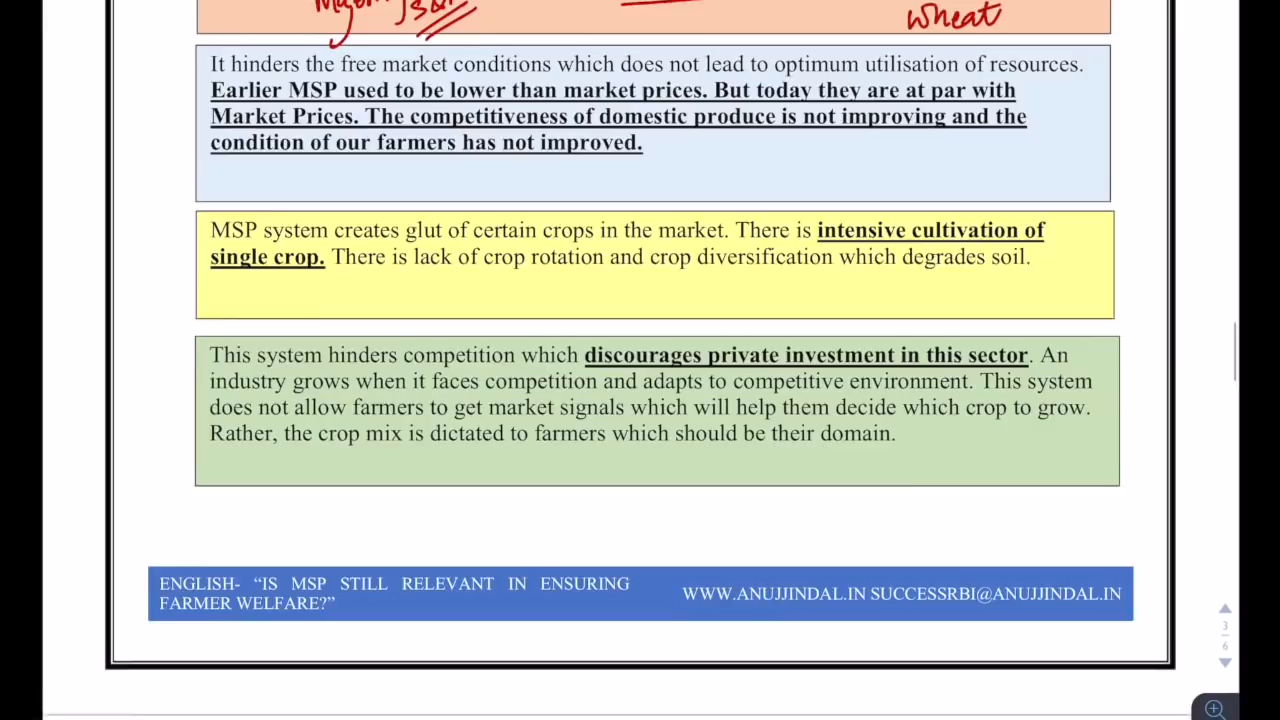 wheat
It hinders the free market conditions which does not lead to optimum utilisation of resources.
Earlier MSP used to be lower than market prices. But today they are at par with
Market Prices. The competitiveness of domestic produce is not improving and the
condition of our farmers has not improved.
MSP system creates glut of certain crops in the market. There is intensive cultivation of
single crop. There is lack of crop rotation and crop diversification which degrades soil.
This system hinders competition which discourages private investment in this sector. An
industry grows when it faces competition and adapts to competitive environment. This system
does not allow farmers to get market signals which will help them decide which crop to grow.
Rather, the crop mix is dictated to farmers which should be their domain.
ENGLISH- “IS MSP STILL RELEVANT IN ENSURING
FARMER WELFARE?”
WWW.ANUJJINDAL.IN SUCCESSRBI@ANUJJINDAL.IN
3
6